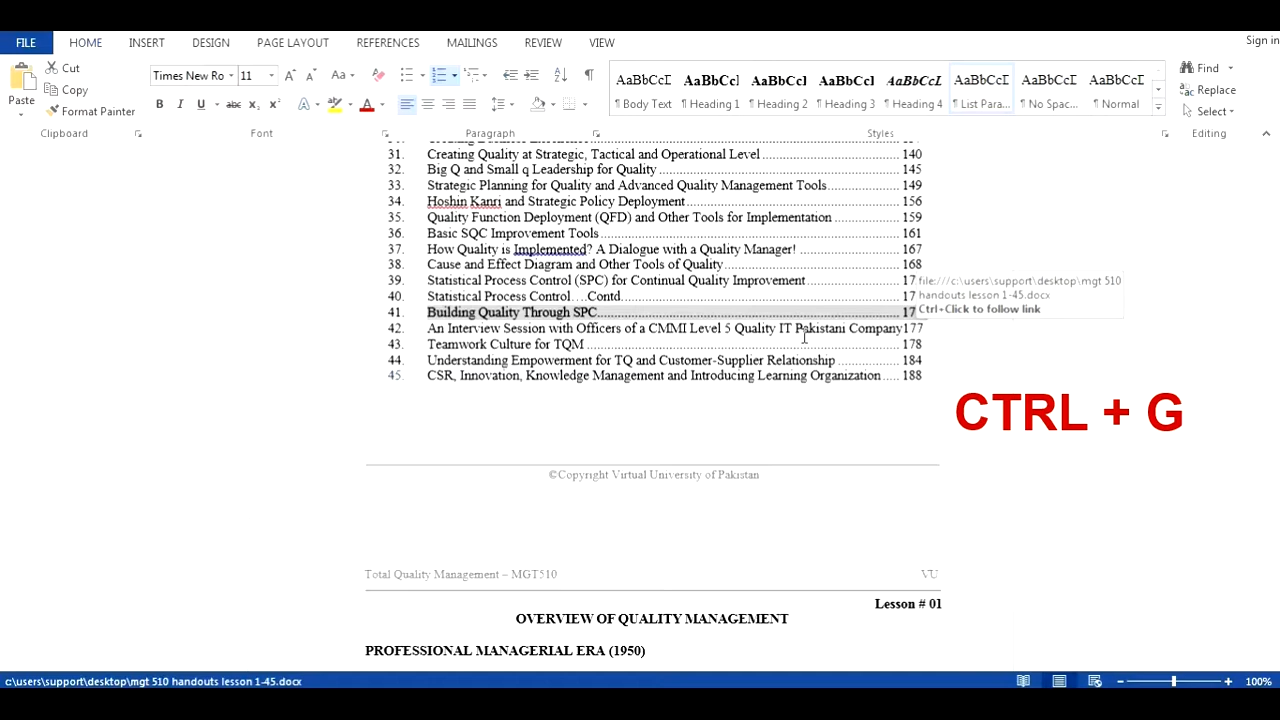 FILE HOME INSERT DESIGN PAGE LAYOUT REFERENCES MAILINGS REVIEW VIEW Sign in
Paste
Cut
Copy
Format Painter
Clipboard
Times New Ro 11
Aa
B I U abc x₂ x² A A
Font
Paragraph
AaBbCcI AaBbCcI AaBbCcI AaBbCcI AaBbCcI AaBbCcI AaBbCcI AaBbCcI
¶ Body Text ¶ Heading 1 ¶ Heading 2 ¶ Heading 3 ¶ Heading 4 ¶ List Para... ¶ No Spac... ¶ Normal
Styles
Find
Replace
Select
Editing
31. Creating Quality at Strategic, Tactical and Operational Level 140
32. Big Q and Small q Leadership for Quality 145
33. Strategic Planning for Quality and Advanced Quality Management Tools 149
34. Hoshin Kanri and Strategic Policy Deployment 156
35. Quality Function Deployment (QFD) and Other Tools for Implementation 159
36. Basic SQC Improvement Tools 161
37. How Quality is Implemented? A Dialogue with a Quality Manager! 167
38. Cause and Effect Diagram and Other Tools of Quality 168
39. Statistical Process Control (SPC) for Continual Quality Improvement 17
40. Statistical Process Control….Contd 17
41. Building Quality Through SPC 17
42. An Interview Session with Officers of a CMMI Level 5 Quality IT Pakistani Company177
43. Teamwork Culture for TQM 178
44. Understanding Empowerment for TQ and Customer-Supplier Relationship 184
45. CSR, Innovation, Knowledge Management and Introducing Learning Organization 188
file:///c:\users\support\desktop\mgt 510
handouts lesson 1-45.docx
Ctrl+Click to follow link
CTRL + G
©Copyright Virtual University of Pakistan
Total Quality Management – MGT510 VU
Lesson # 01
OVERVIEW OF QUALITY MANAGEMENT
PROFESSIONAL MANAGERIAL ERA (1950)
c:\users\support\desktop\mgt 510 handouts lesson 1-45.docx 100%